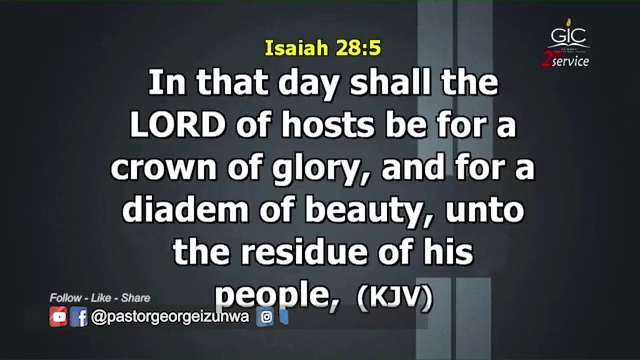 Isaiah 28:5
GIC
2nd service
In that day shall the
LORD of hosts be for a
crown of glory, and for a
diadem of beauty, unto
the residue of his
people, (KJV)
Follow - Like - Share
@pastorgeorgeizunwa